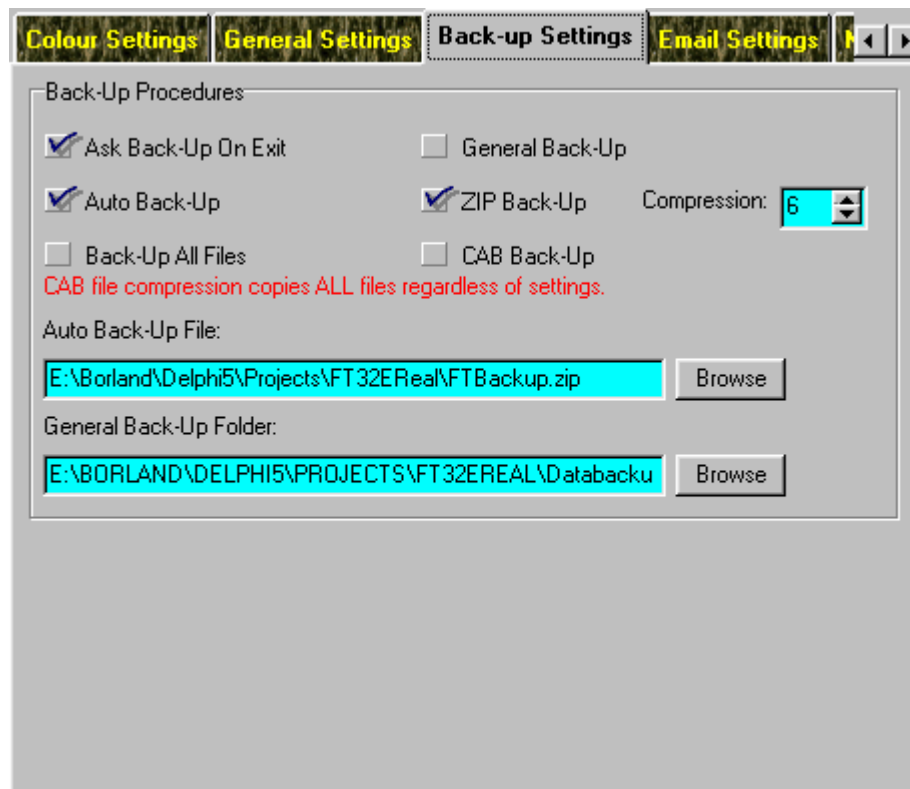 Colour Settings General Settings Back-up Settings Email Settings
Back-Up Procedures
Ask Back-Up On Exit General Back-Up
Auto Back-Up ZIP Back-Up Compression: 6
Back-Up All Files CAB Back-Up
CAB file compression copies ALL files regardless of settings.
Auto Back-Up File:
E:\Borland\Delphi5\Projects\FT32EReal\FTBackup.zip Browse
General Back-Up Folder:
E:\BORLAND\DELPHI5\PROJECTS\FT32EREAL\Databacku Browse